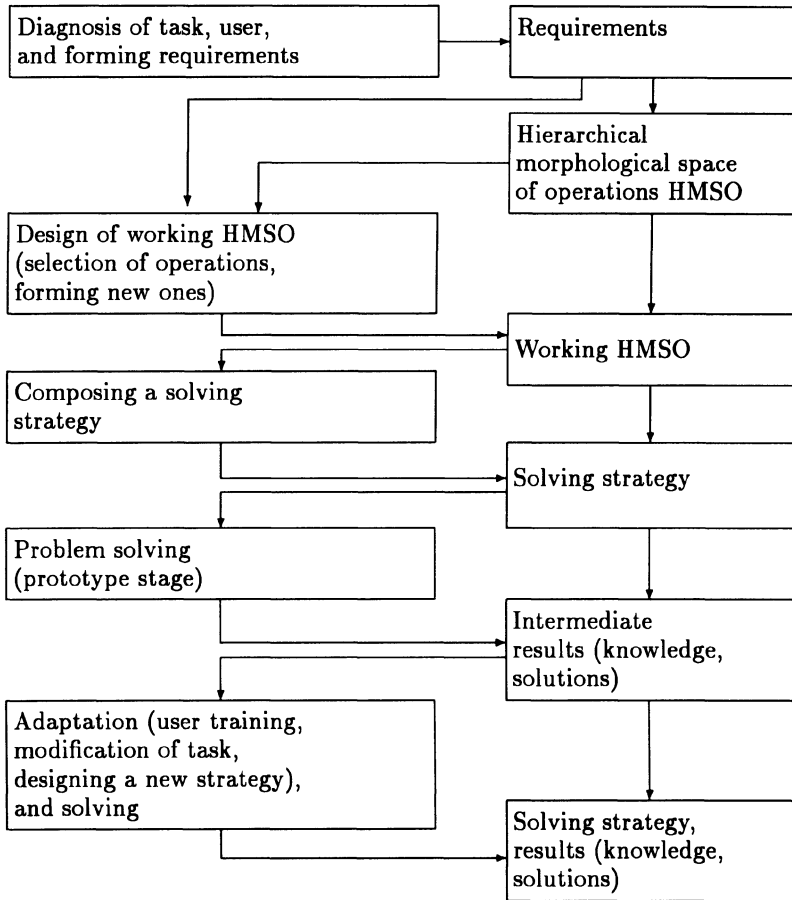 Diagnosis of task, user,
and forming requirements
Requirements
Hierarchical
morphological space
of operations HMSO
Design of working HMSO
(selection of operations,
forming new ones)
Working HMSO
Composing a solving
strategy
Solving strategy
Problem solving
(prototype stage)
Intermediate
results (knowledge,
solutions)
Adaptation (user training,
modification of task,
designing a new strategy),
and solving
Solving strategy,
results (knowledge,
solutions)